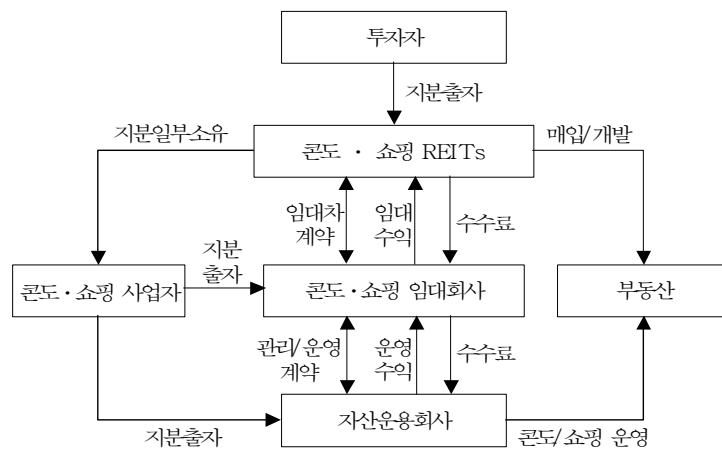 투자자
지분출자
지분일부소유
콘도 · 쇼핑 REITs
매입/개발
임대차
계약
임대
수익
수수료
지분
출자
콘도·쇼핑 사업자
콘도·쇼핑 임대회사
부동산
관리/운영
계약
운영
수익
수수료
지분출자
자산운용회사
콘도/쇼핑 운영